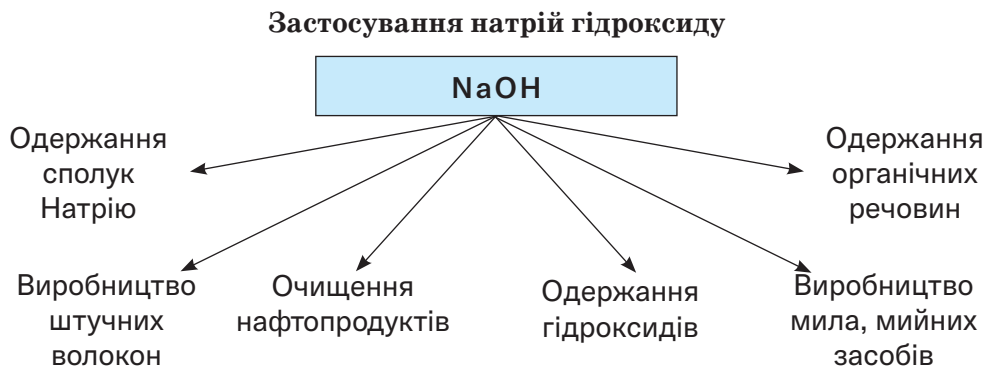 Застосування натрій гідроксиду
NaOH
Одержання
сполук
Натрію
Одержання
органічних
речовин
Виробництво
штучних
волокон
Очищення
нафтопродуктів
Одержання
гідроксидів
Виробництво
мила, мийних
засобів